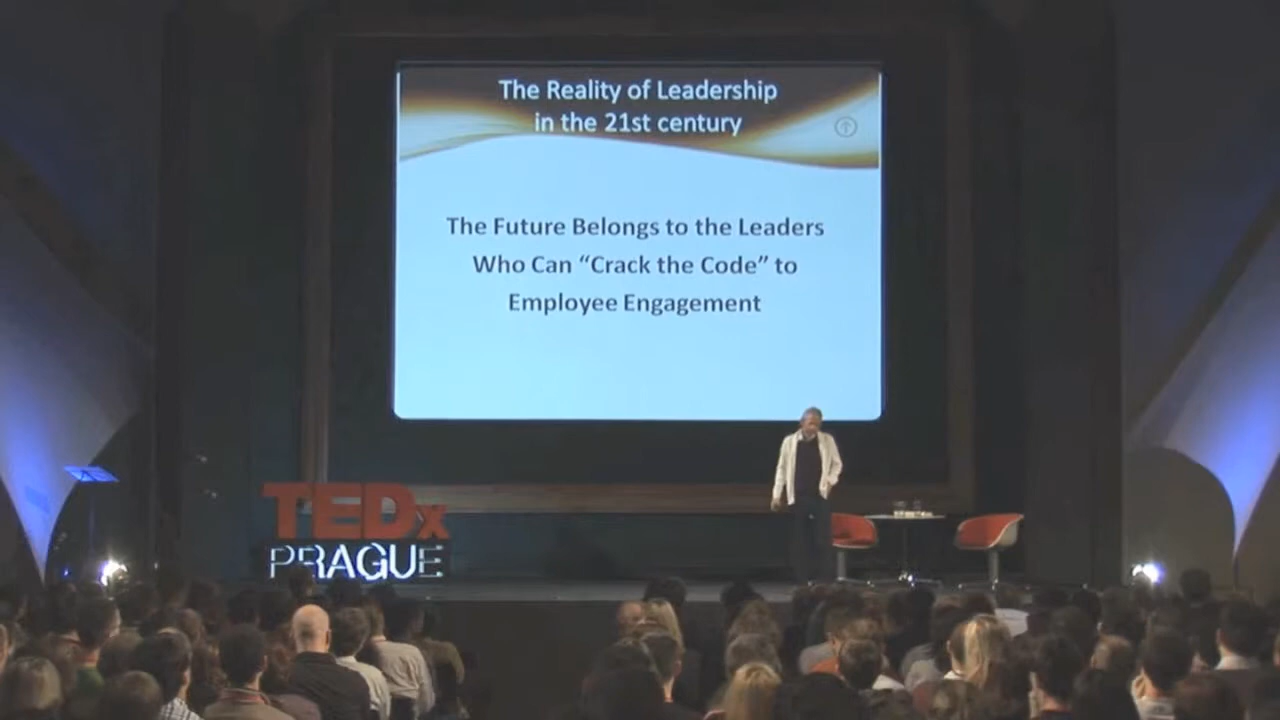 The Reality of Leadership
in the 21st century
The Future Belongs to the Leaders
Who Can “Crack the Code” to
Employee Engagement
TEDx
PRAGUE